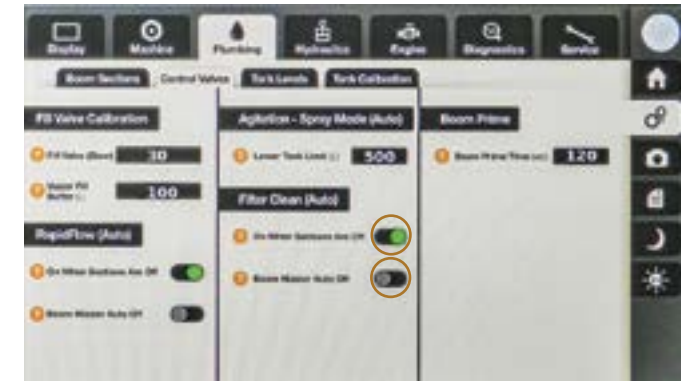 Display
Machine
Plumbing
Hydraulics
Engine
Diagnostics
Service
Boom Sections
Control Valves
Tank Levels
Tank Calibration
Fill Valve Calibration
Fill Valve
30
Fill
100
RapidFlow (Auto)
On When Sections Are Off
Boom Master Auto Off
Agitation - Spray Mode (Auto)
Lower Tank Limit
500
Filter Clean (Auto)
On When Sections Are Off
Boom Master Auto Off
Boom Prime
Boom Prime Time
120